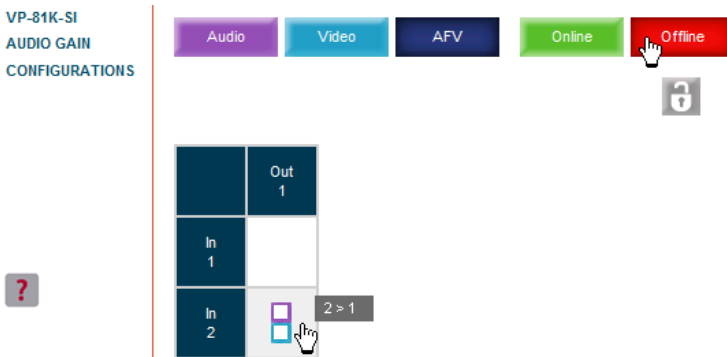 VP-81K-SI
AUDIO GAIN
CONFIGURATIONS
Audio
Video
AFV
Online
Offline
Out
1
In
1
?
In
2
2 > 1